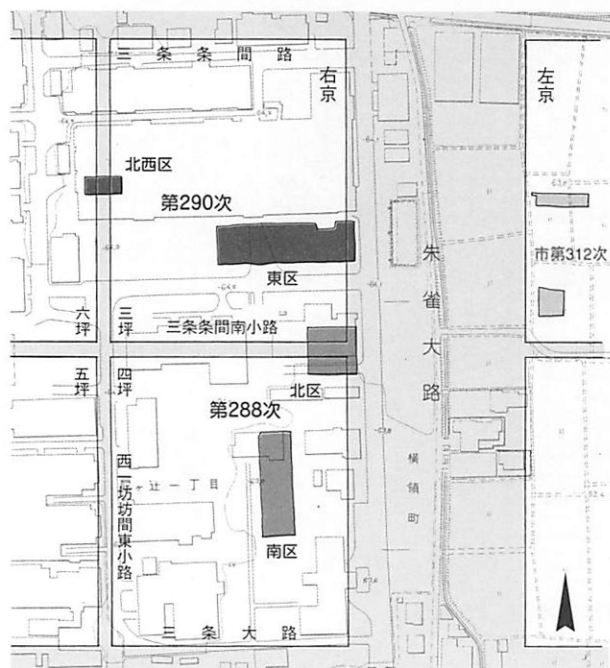 三条条間路
右京
左京
北西区
第290次
朱雀大路
市第312次
東区
六坪
三坪
三条条間南小路
五坪
四坪
北区
第288次
横領町
西一坊坊間東小路
辻一丁目
南区
三条大路